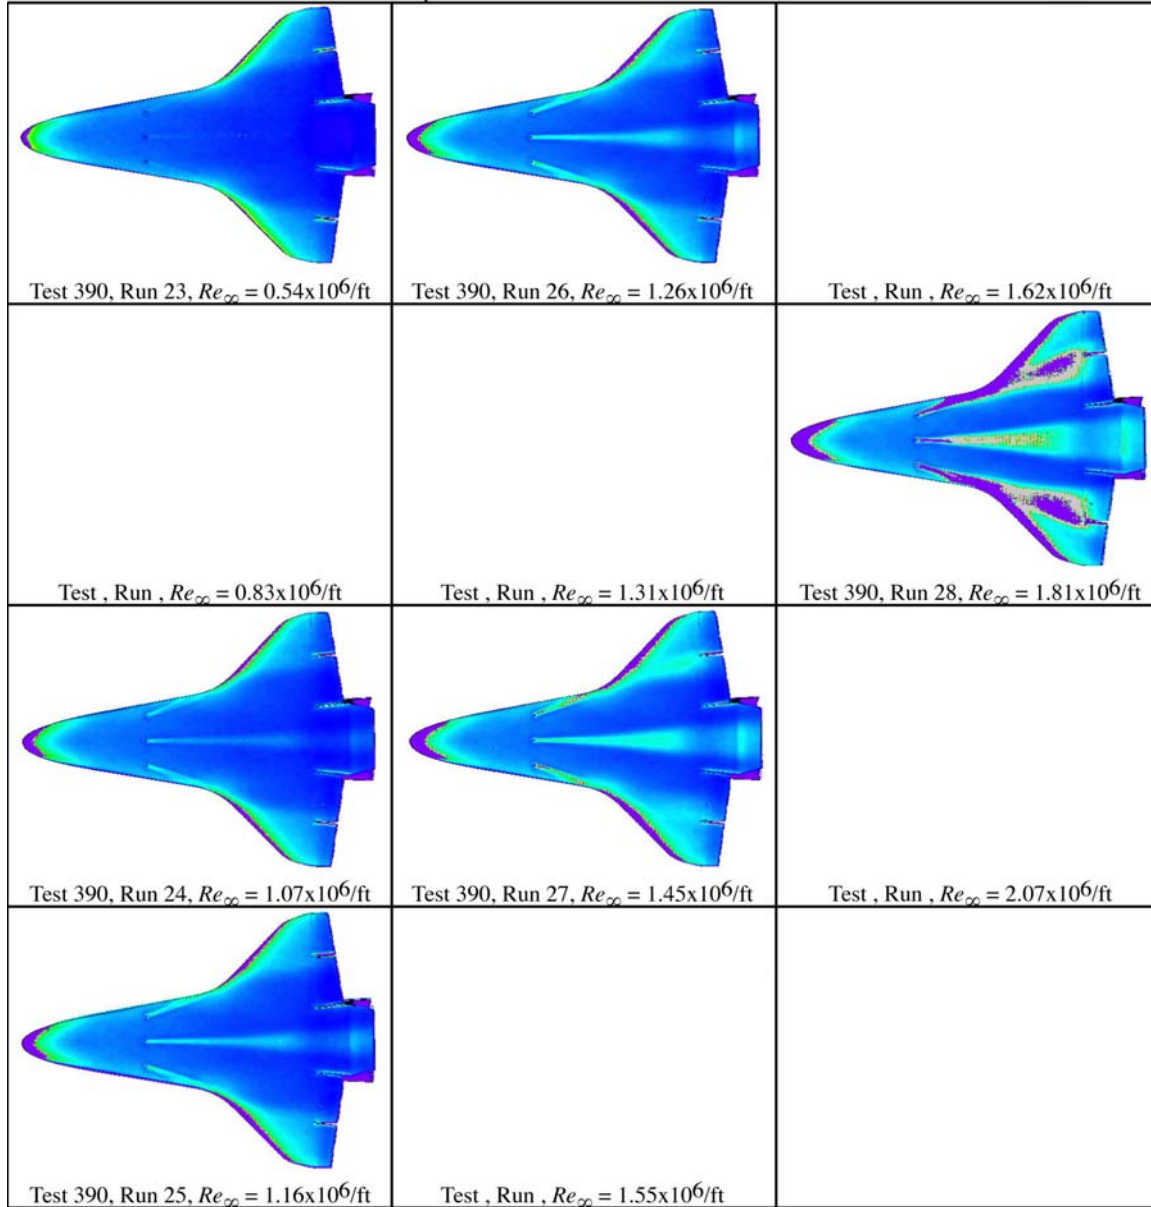 Test 390, Run 23, Re∞ = 0.54x10⁶/ft
Test 390, Run 26, Re∞ = 1.26x10⁶/ft
Test , Run , Re∞ = 1.62x10⁶/ft
Test , Run , Re∞ = 0.83x10⁶/ft
Test , Run , Re∞ = 1.31x10⁶/ft
Test 390, Run 28, Re∞ = 1.81x10⁶/ft
Test 390, Run 24, Re∞ = 1.07x10⁶/ft
Test 390, Run 27, Re∞ = 1.45x10⁶/ft
Test , Run , Re∞ = 2.07x10⁶/ft
Test 390, Run 25, Re∞ = 1.16x10⁶/ft
Test , Run , Re∞ = 1.55x10⁶/ft